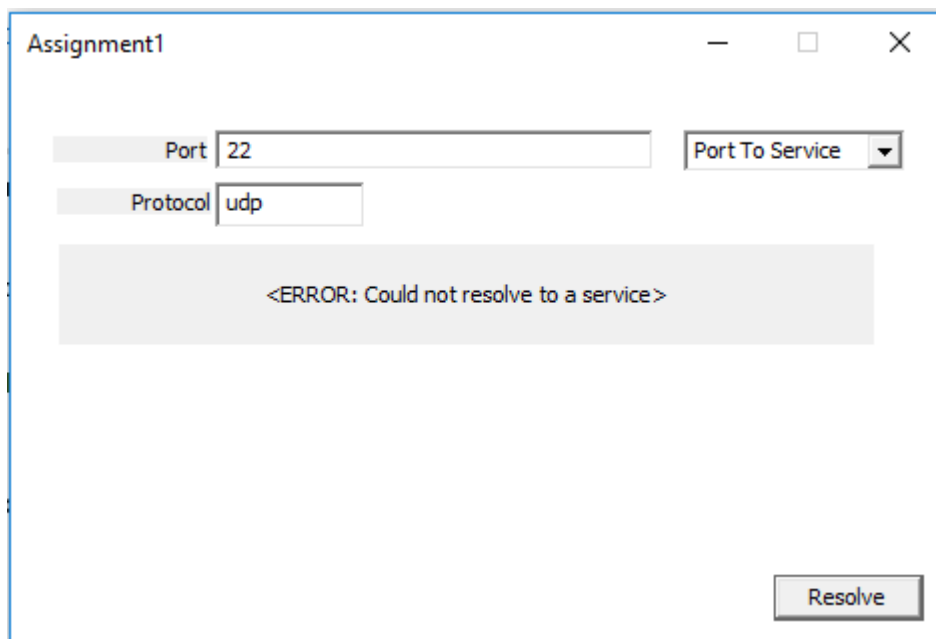 Assignment1
Port 22 Port To Service
Protocol udp
<ERROR: Could not resolve to a service>
Resolve